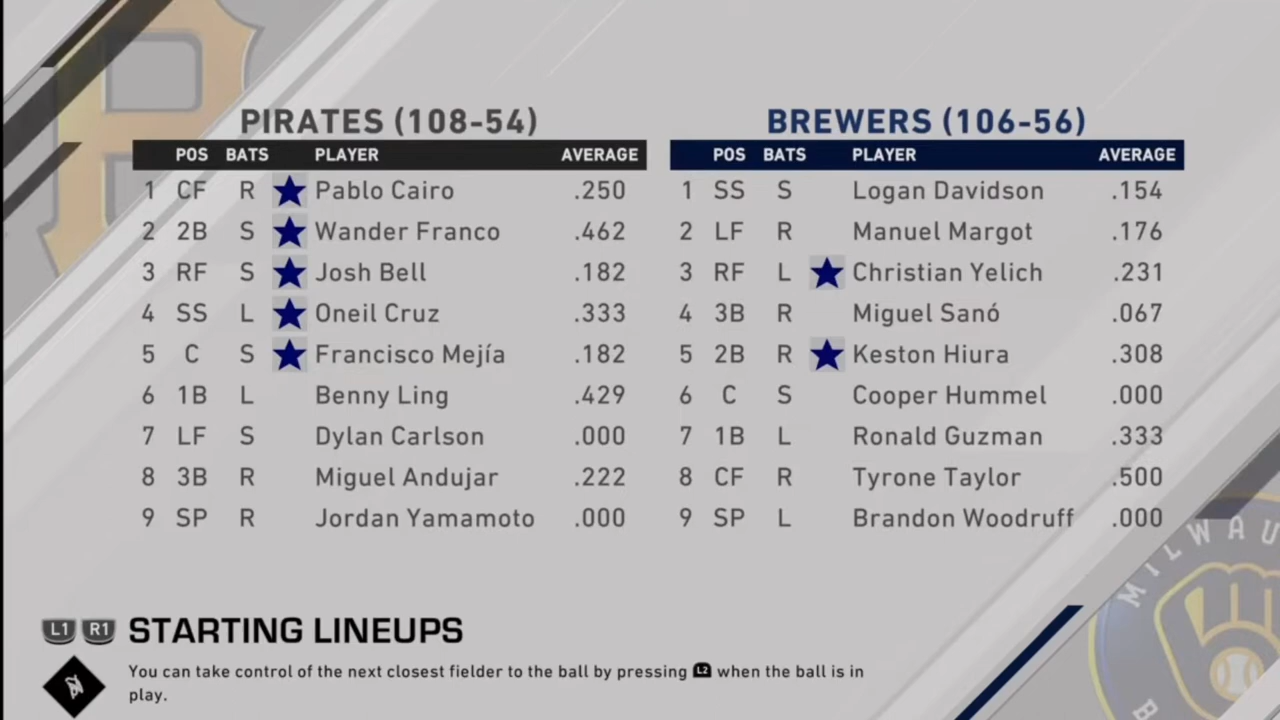 PIRATES (108-54)
POS BATS PLAYER AVERAGE
1 CF R Pablo Cairo .250
2 2B S Wander Franco .462
3 RF S Josh Bell .182
4 SS L Oneil Cruz .333
5 C S Francisco Mejía .182
6 1B L Benny Ling .429
7 LF S Dylan Carlson .000
8 3B R Miguel Andujar .222
9 SP R Jordan Yamamoto .000
BREWERS (106-56)
POS BATS PLAYER AVERAGE
1 SS S Logan Davidson .154
2 LF R Manuel Margot .176
3 RF L Christian Yelich .231
4 3B R Miguel Sanó .067
5 2B R Keston Hiura .308
6 C S Cooper Hummel .000
7 1B L Ronald Guzman .333
8 CF R Tyrone Taylor .500
9 SP L Brandon Woodruff .000
MILWAU
B
L1 R1 STARTING LINEUPS
You can take control of the next closest fielder to the ball by pressing L2 when the ball is in
play.